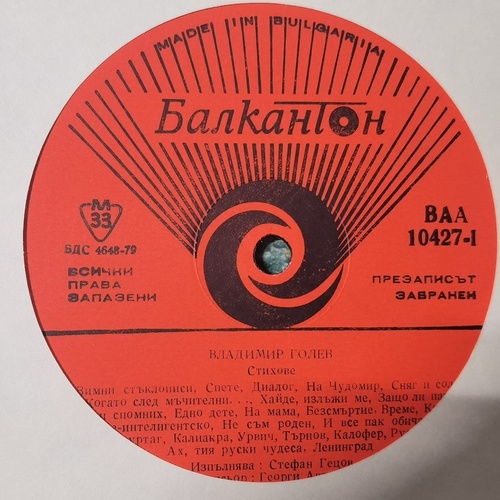 MADE IN BULGARIA
Балкантон
М
33
БДС 4648-79
ВСИЧКИ
ПРАВА
ЗАПАЗЕНИ
ВАА
10427-I
ПРЕЗАПИСЪТ
ЗАБРАНЕН
ВЛАДИМИР ГОЛЕВ
Стихове
Зимни стъклописи, Спете, Диалог, На Чудомир, Сняг и
Когато след мъчителни. . . Хайде, излъжи ме, Защо ли
и спомних, Едно дете, На мама, Безсмъртие, Време,
-интелигентско, Не съм роден, И все пак
Калиакра, Урвич, Търнов, Калофер,
Ах, тия руски чудеса, Ленинград
Изпълнява: Стефан Гецов
Георги